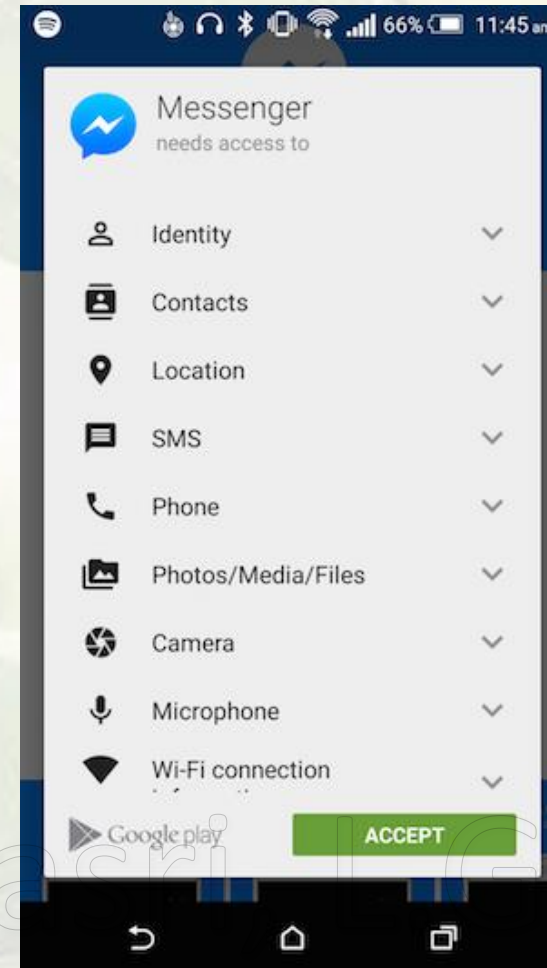 66% 11:45 am
Messenger
needs access to
Identity
Contacts
Location
SMS
Phone
Photos/Media/Files
Camera
Microphone
Wi-Fi connection
Google play
ACCEPT